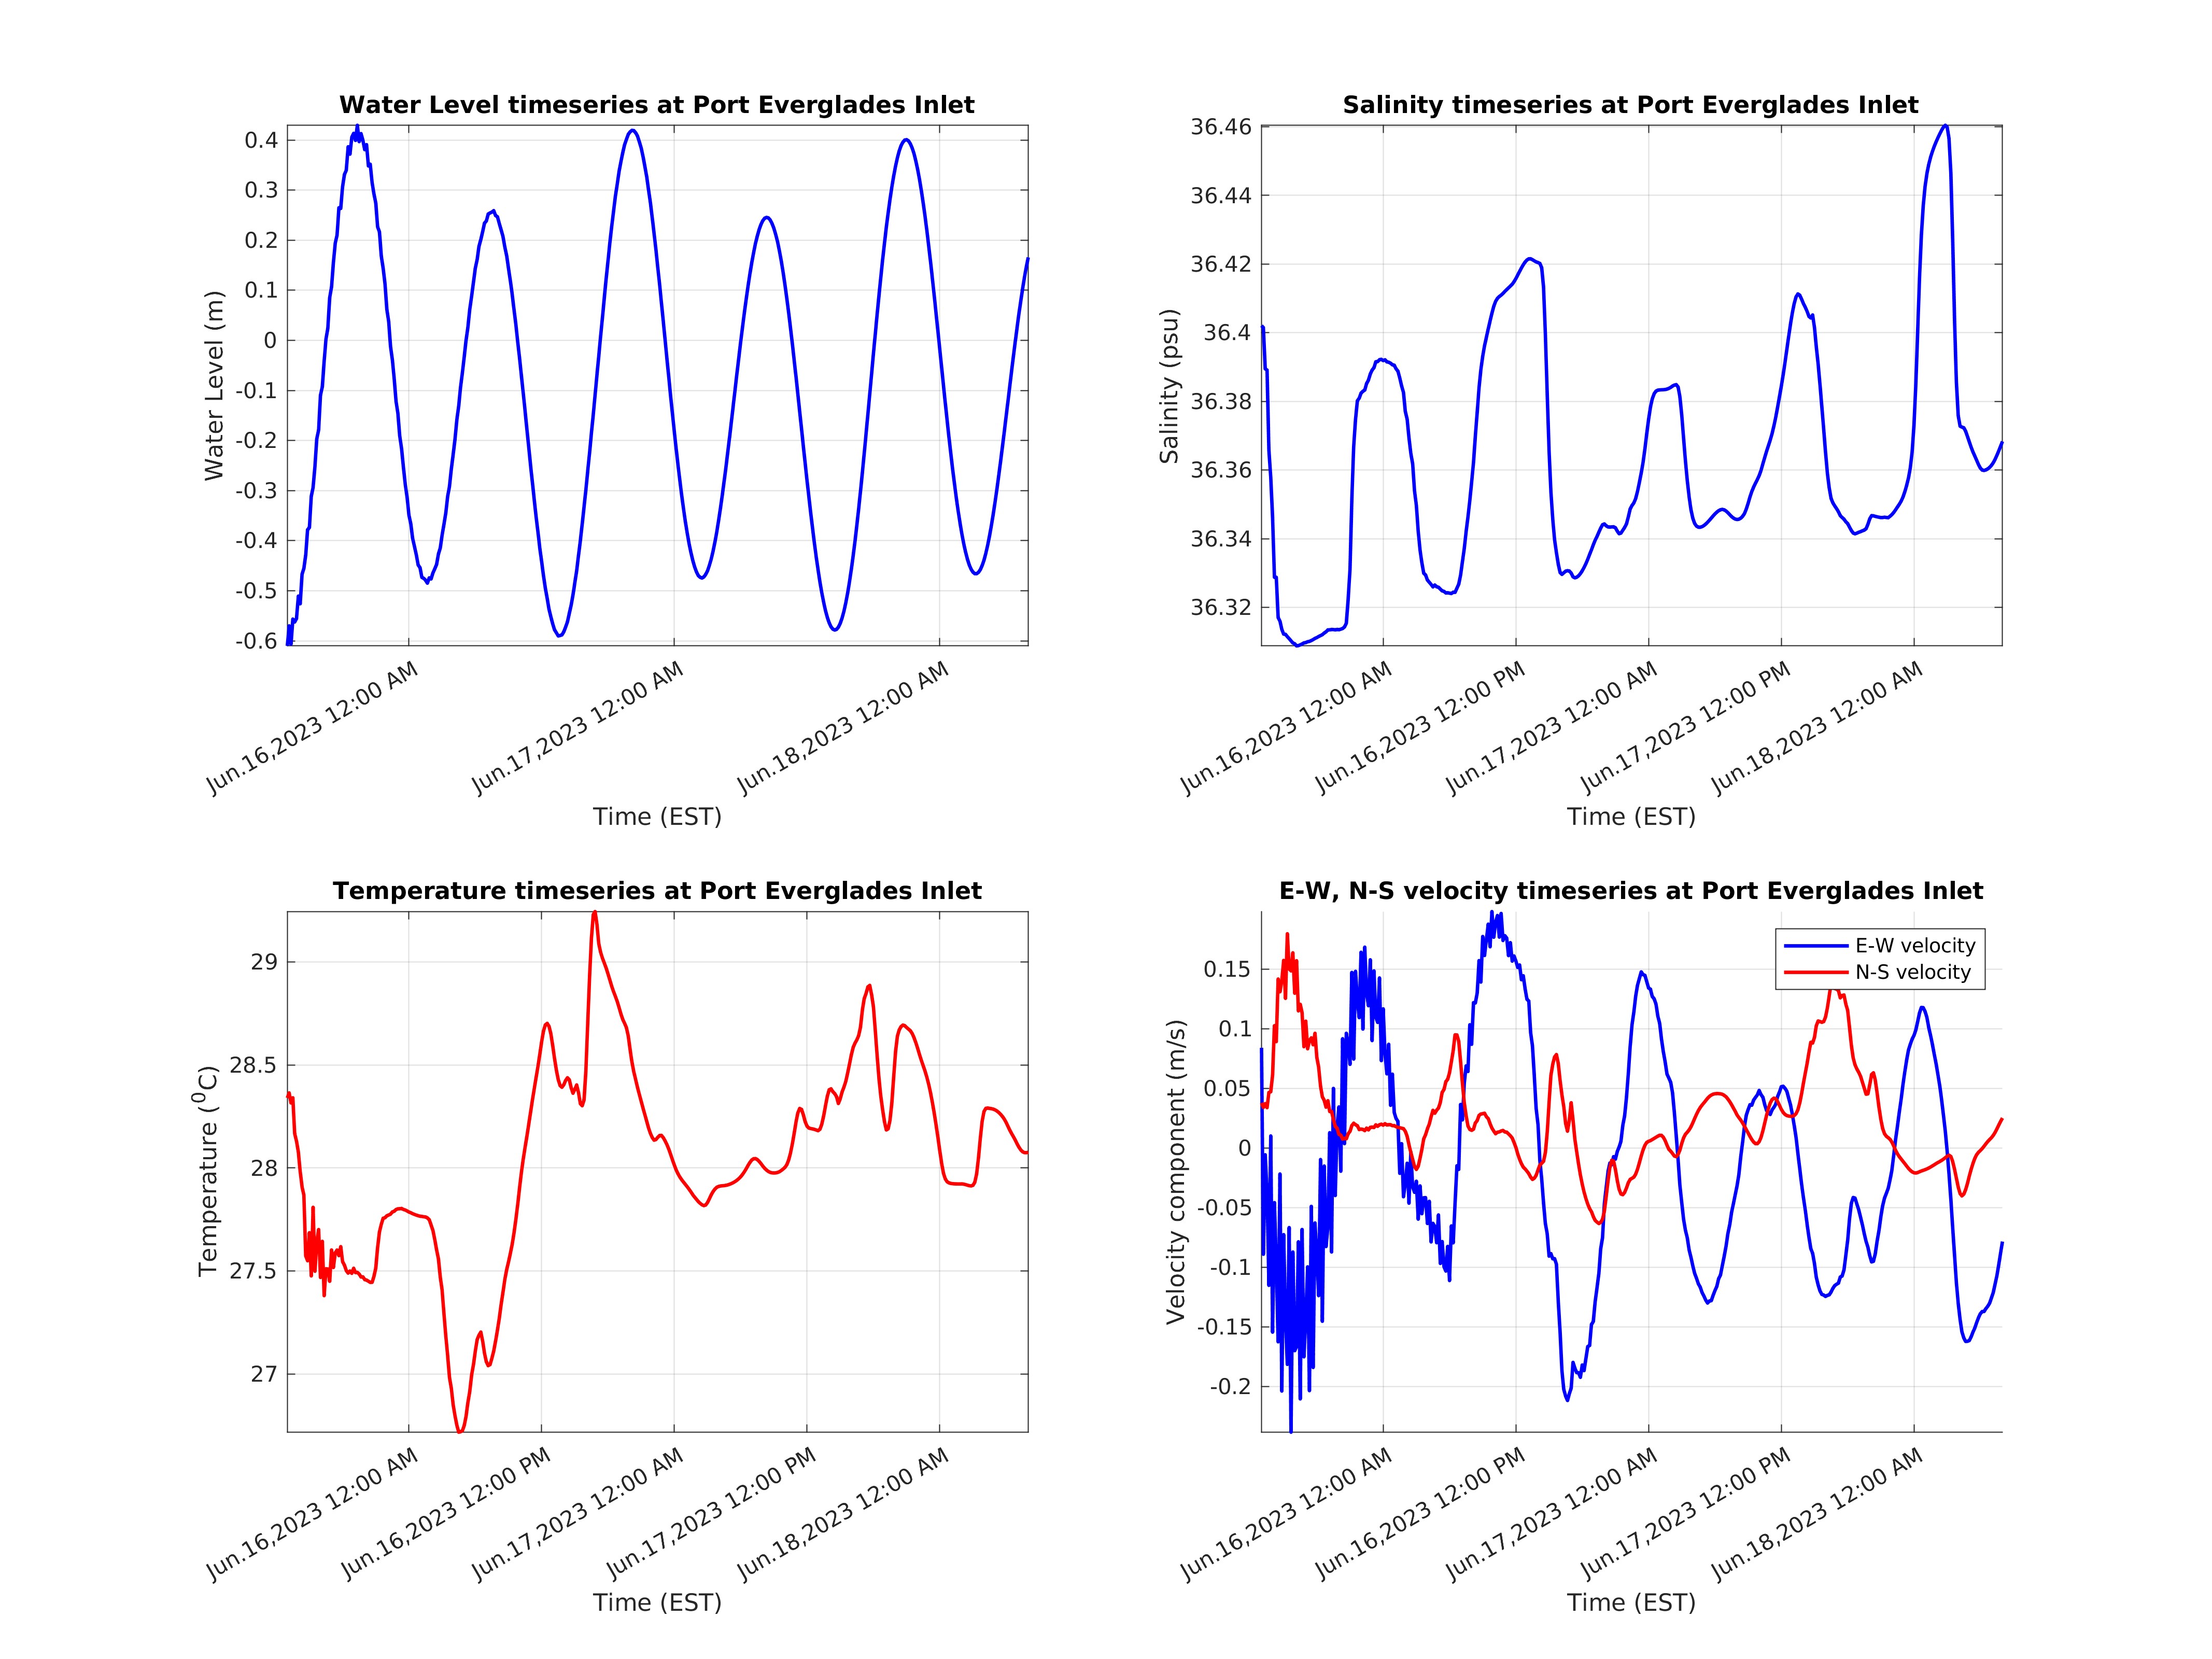 Water Level timeseries at Port Everglades Inlet
0.4
0.3
0.2
0.1
0
-0.1
-0.2
-0.3
-0.4
-0.5
-0.6
Water Level (m)
Jun.16,2023 12:00 AM
Jun.17,2023 12:00 AM
Jun.18,2023 12:00 AM
Time (EST)
Salinity timeseries at Port Everglades Inlet
36.46
36.44
36.42
36.4
36.38
36.36
36.34
36.32
Salinity (psu)
Jun.16,2023 12:00 AM
Jun.16,2023 12:00 PM
Jun.17,2023 12:00 AM
Jun.17,2023 12:00 PM
Jun.18,2023 12:00 AM
Time (EST)
Temperature timeseries at Port Everglades Inlet
29
28.5
28
27.5
27
Temperature (⁰C)
Jun.16,2023 12:00 AM
Jun.16,2023 12:00 PM
Jun.17,2023 12:00 AM
Jun.17,2023 12:00 PM
Jun.18,2023 12:00 AM
Time (EST)
E-W, N-S velocity timeseries at Port Everglades Inlet
E-W velocity
N-S velocity
0.15
0.1
0.05
0
-0.05
-0.1
-0.15
-0.2
Velocity component (m/s)
Jun.16,2023 12:00 AM
Jun.16,2023 12:00 PM
Jun.17,2023 12:00 AM
Jun.17,2023 12:00 PM
Jun.18,2023 12:00 AM
Time (EST)